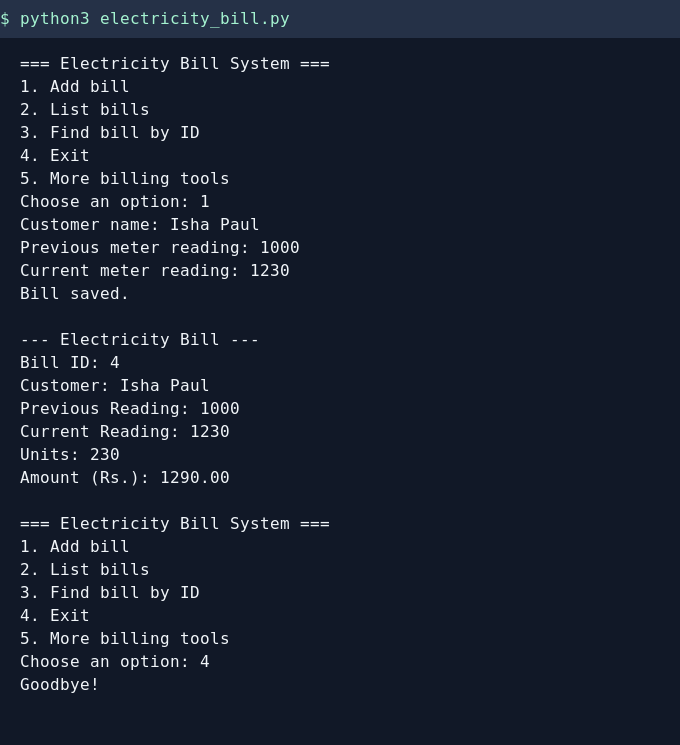 $ python3 electricity_bill.py
=== Electricity Bill System ===
1. Add bill
2. List bills
3. Find bill by ID
4. Exit
5. More billing tools
Choose an option: 1
Customer name: Isha Paul
Previous meter reading: 1000
Current meter reading: 1230
Bill saved.
--- Electricity Bill ---
Bill ID: 4
Customer: Isha Paul
Previous Reading: 1000
Current Reading: 1230
Units: 230
Amount (Rs.): 1290.00
=== Electricity Bill System ===
1. Add bill
2. List bills
3. Find bill by ID
4. Exit
5. More billing tools
Choose an option: 4
Goodbye!